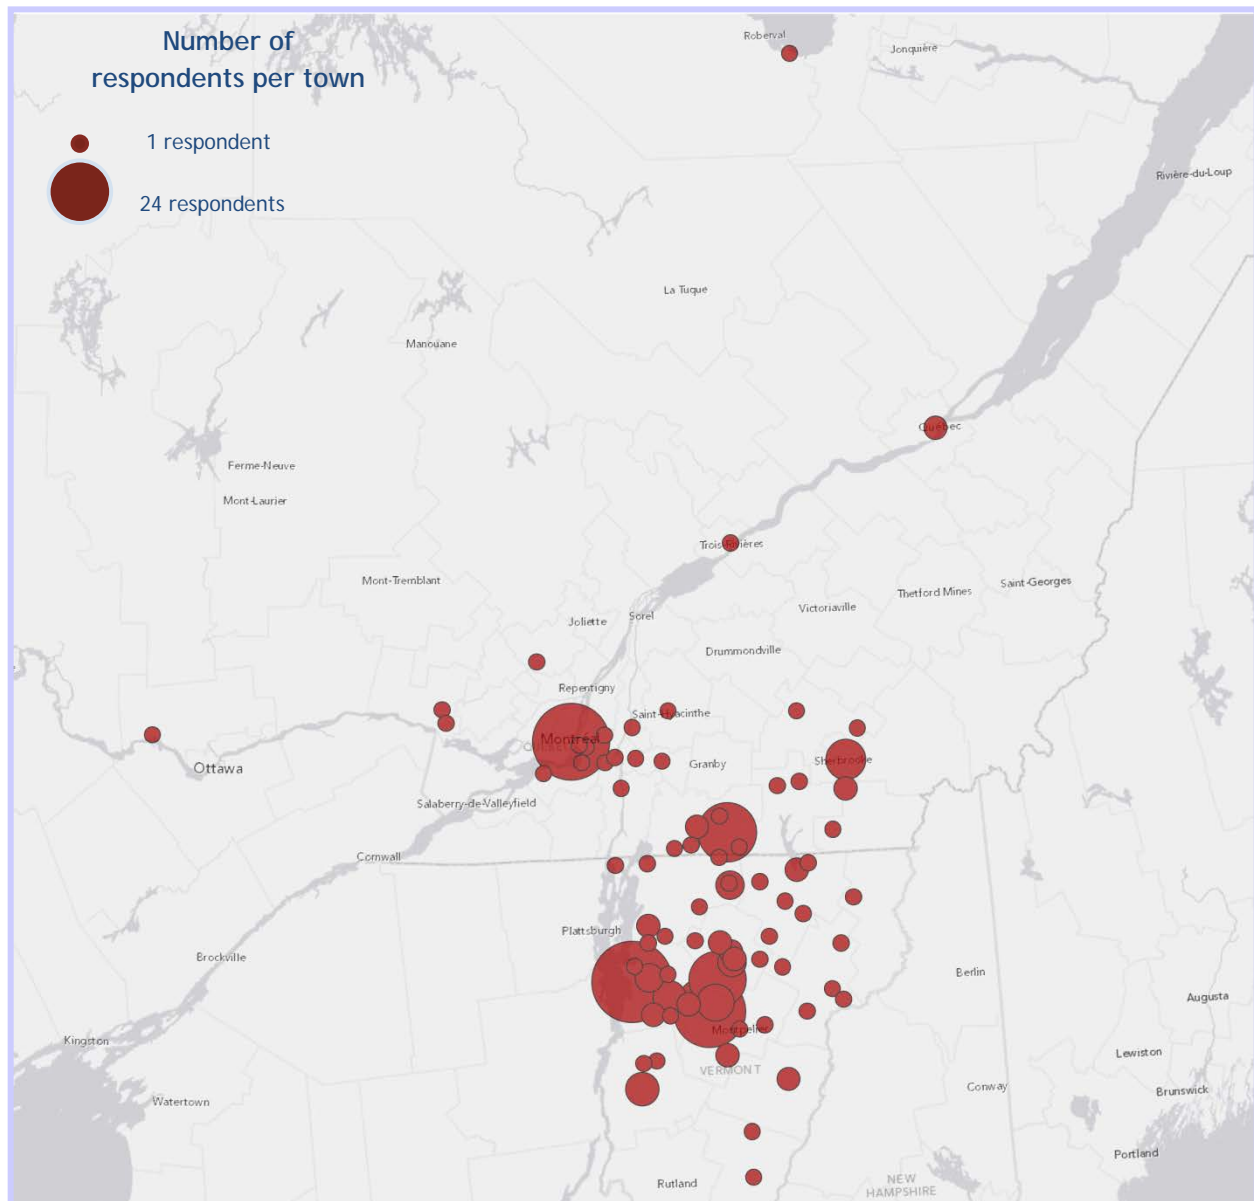 Number of
respondents per town
1 respondent
24 respondents
Roberval
Jonquière
Rivière-du-Loup
La Tuque
Manouane
Québec
Ferme-Neuve
Mont-Laurier
Trois-Rivières
Mont-Tremblant
Saint-Georges
Thetford Mines
Victoriaville
Joliette
Sorel
Drummondville
Repentigny
Saint-Hyacinthe
Montréal
Ottawa
Granby
Sherbrooke
Salaberry-de-Valleyfield
Cornwall
Plattsburgh
Brockville
Berlin
Augusta
Kingston
Montpelier
Lewiston
VERMONT
Conway
Brunswick
Watertown
Portland
Rutland
NEW
HAMPSHIRE